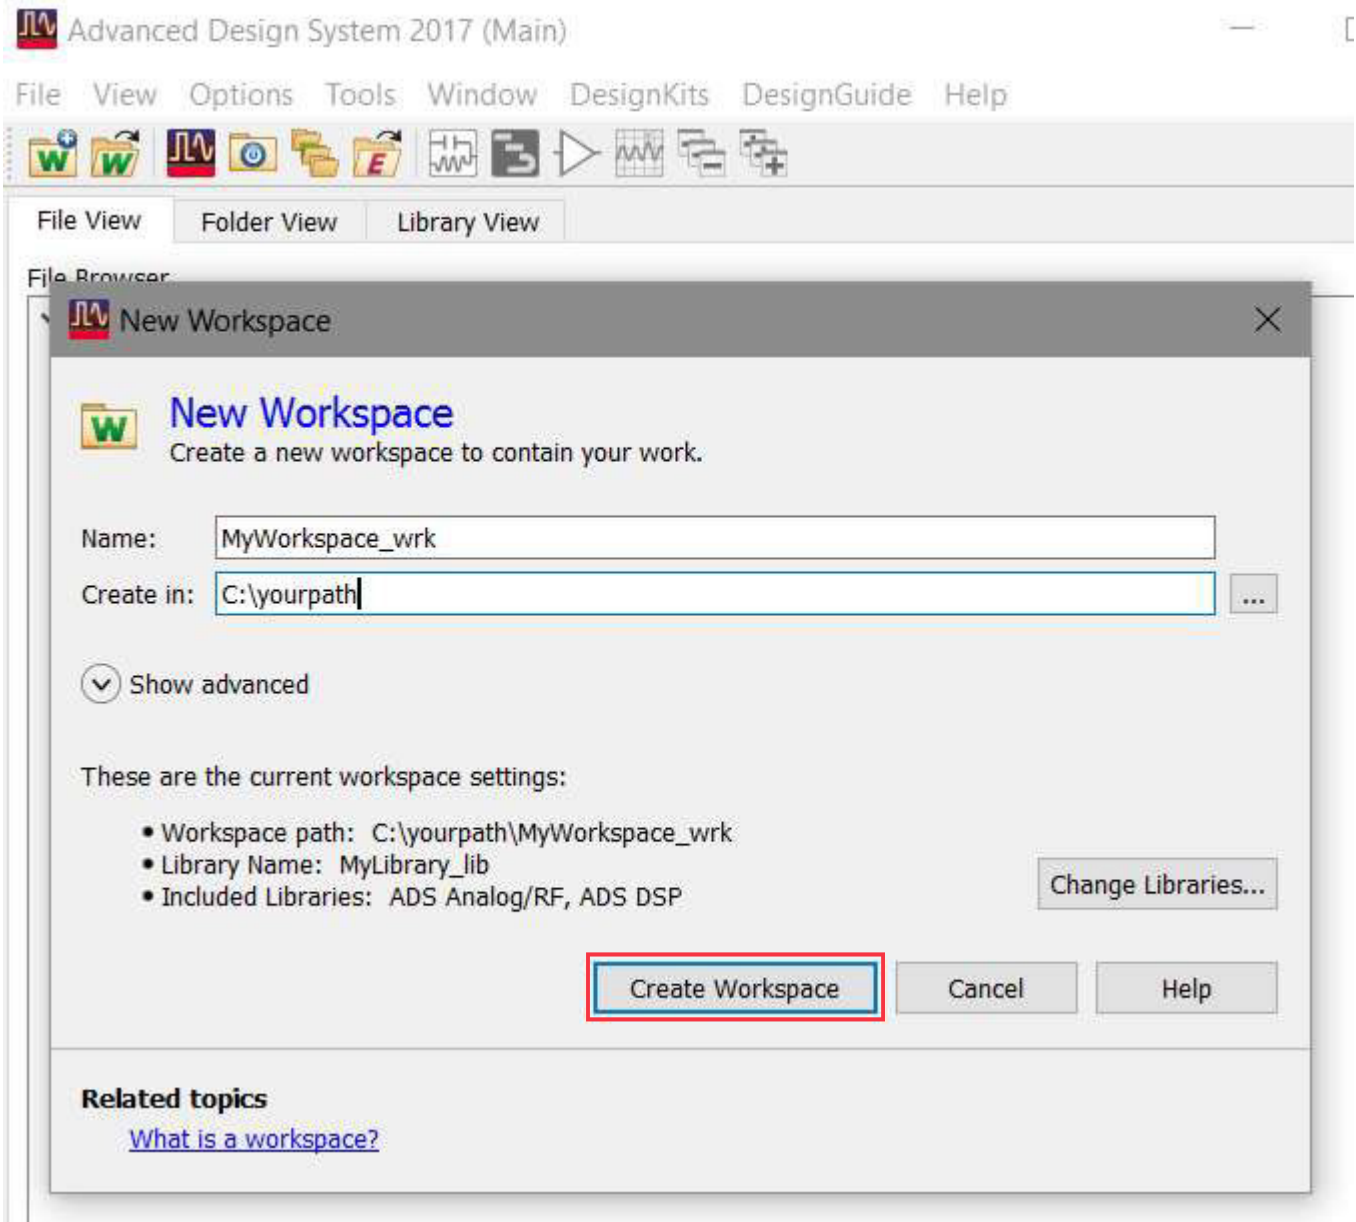 Advanced Design System 2017 (Main)
File View Options Tools Window DesignKits DesignGuide Help
File View Folder View Library View
File Browser
New Workspace
New Workspace
Create a new workspace to contain your work.
Name: MyWorkspace_wrk
Create in: C:\yourpath ...
Show advanced
These are the current workspace settings:
• Workspace path: C:\yourpath\MyWorkspace_wrk
• Library Name: MyLibrary_lib
• Included Libraries: ADS Analog/RF, ADS DSP
Change Libraries...
Create Workspace Cancel Help
Related topics
What is a workspace?